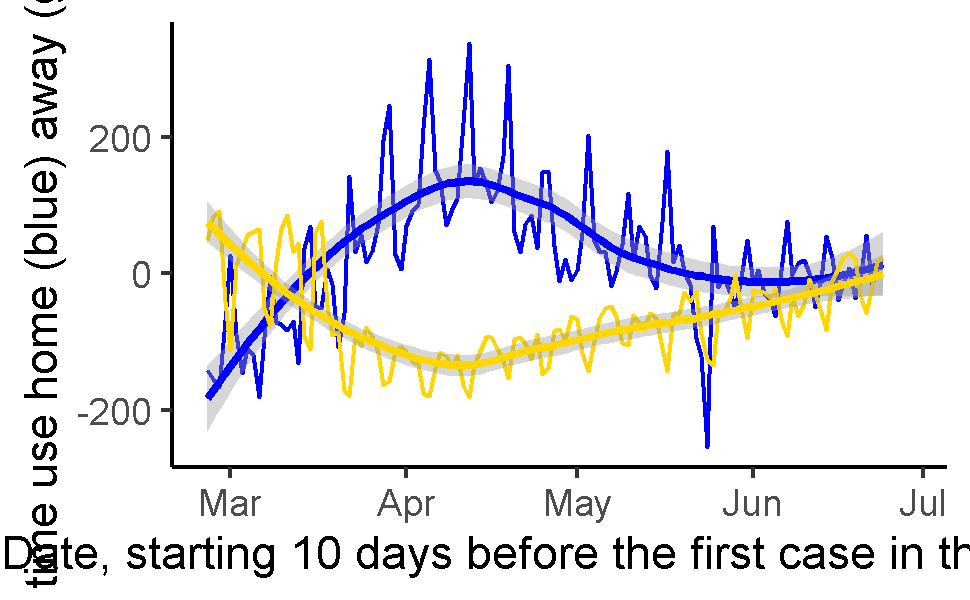 time use home (blue) away (
200
0
-200
Mar Apr May Jun Jul
Date, starting 10 days before the first case in th